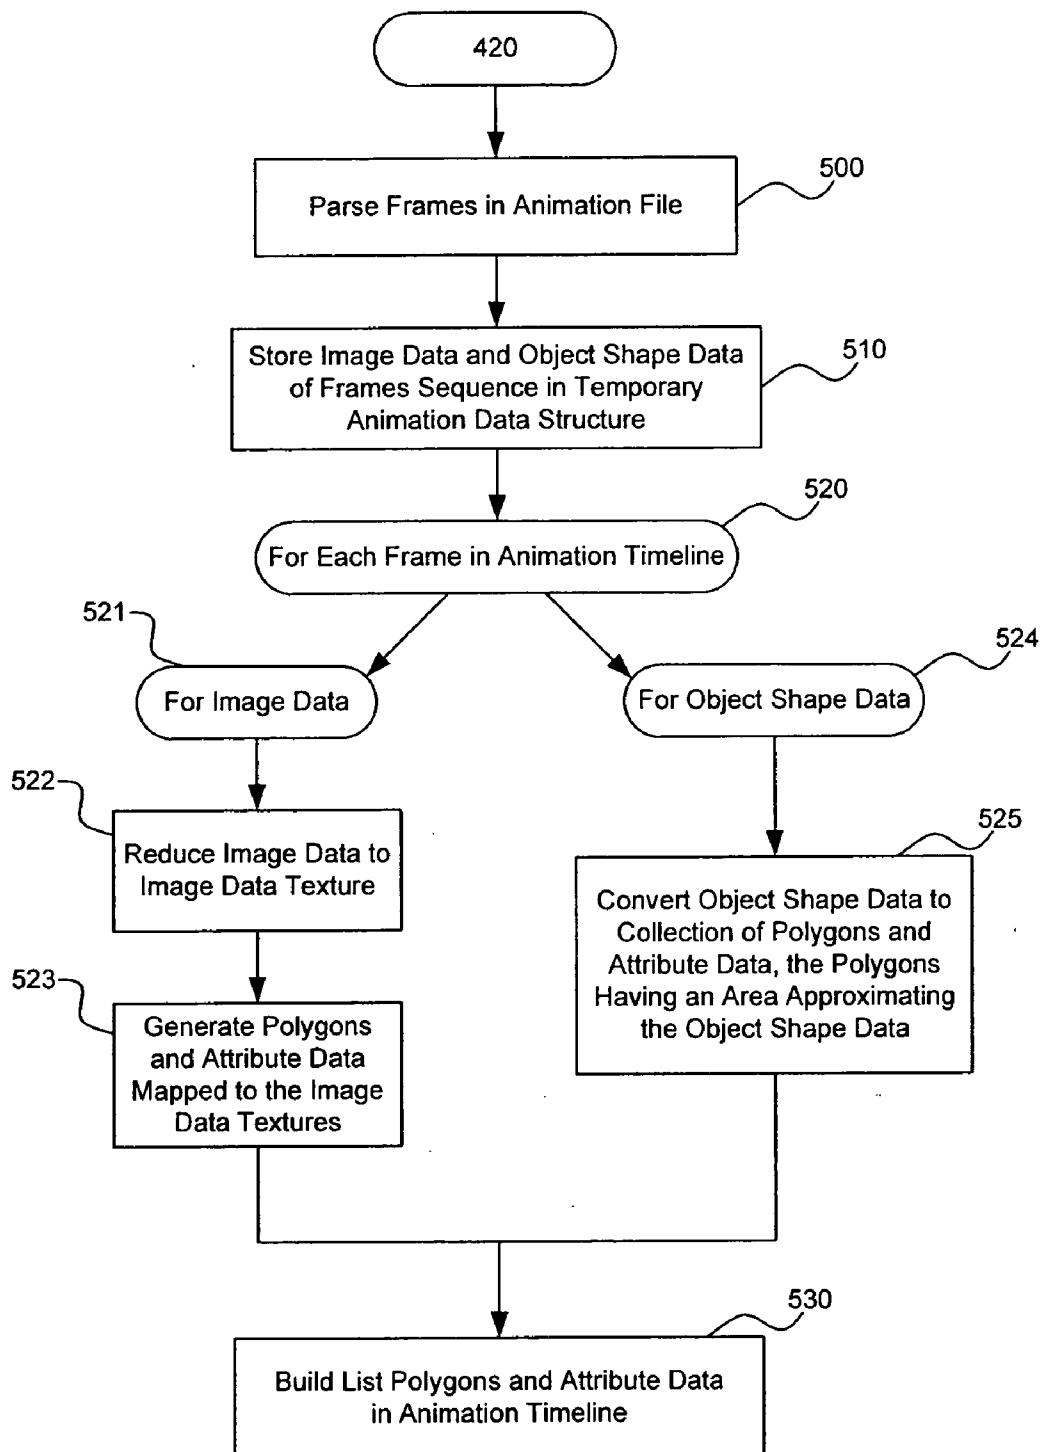 420
500
Parse Frames in Animation File
Store Image Data and Object Shape Data
of Frames Sequence in Temporary
Animation Data Structure
510
520
For Each Frame in Animation Timeline
521
For Image Data
524
For Object Shape Data
522
Reduce Image Data to
Image Data Texture
525
Convert Object Shape Data to
Collection of Polygons and
Attribute Data, the Polygons
Having an Area Approximating
the Object Shape Data
523
Generate Polygons
and Attribute Data
Mapped to the Image
Data Textures
530
Build List Polygons and Attribute Data
in Animation Timeline